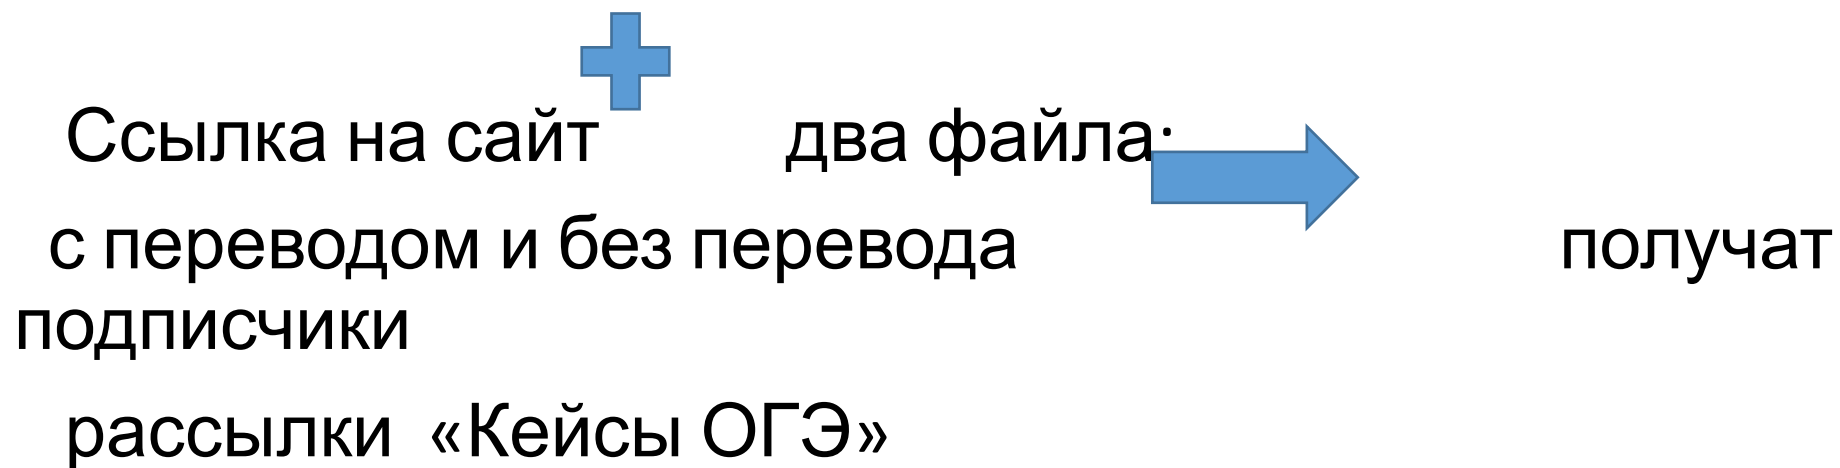 Ссылка на сайт два файла:
с переводом и без перевода получат
подписчики
рассылки «Кейсы ОГЭ»